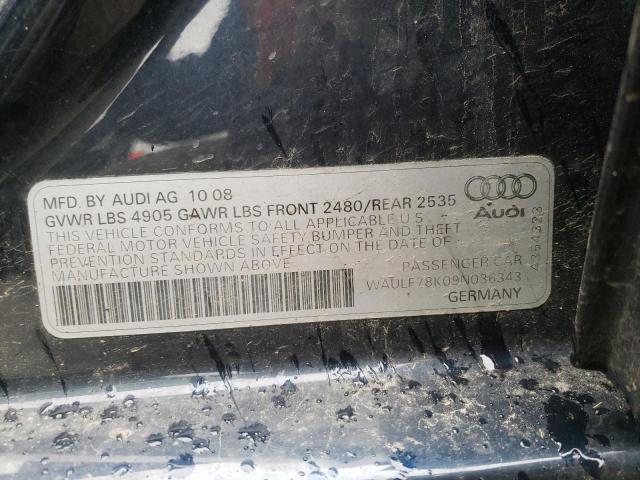 MFD. BY AUDI AG 10 08
GVWR LBS 4905 GAWR LBS FRONT 2480/REAR 2535
THIS VEHICLE CONFORMS TO ALL APPLICABLE U S
FEDERAL MOTOR VEHICLE SAFETY BUMPER AND THEFT
PREVENTION STANDARDS IN EFFECT ON THE DATE OF
MANUFACTURE SHOWN ABOVE
Audi
PASSENGER CAR
WAULF78K09N036343
GERMANY
4354323